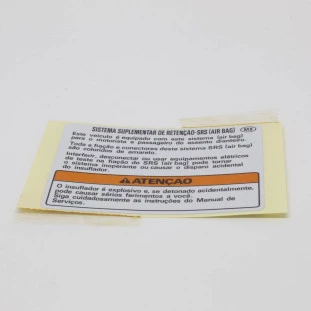 SISTEMA SUPLEMENTAR DE RETENÇÃO-SRS (AIR BAG)
Este veículo é equipado com este sistema (air bag)
para o motorista e passageiro do assento dianteiro.
Toda a fiação e conectores deste sistema SRS (air bag)
são coloridos de amarelo.
Interferir, desconectar ou usar equipamentos elétricos
de teste na fiação do SRS (air bag) pode tornar
o sistema inoperante ou causar o disparo acidental
do insuflador.
ATENÇÃO
O insuflador é explosivo e, se detonado acidentalmente,
pode causar sérios ferimentos a você.
Siga cuidadosamente as instruções do Manual de
Serviços.